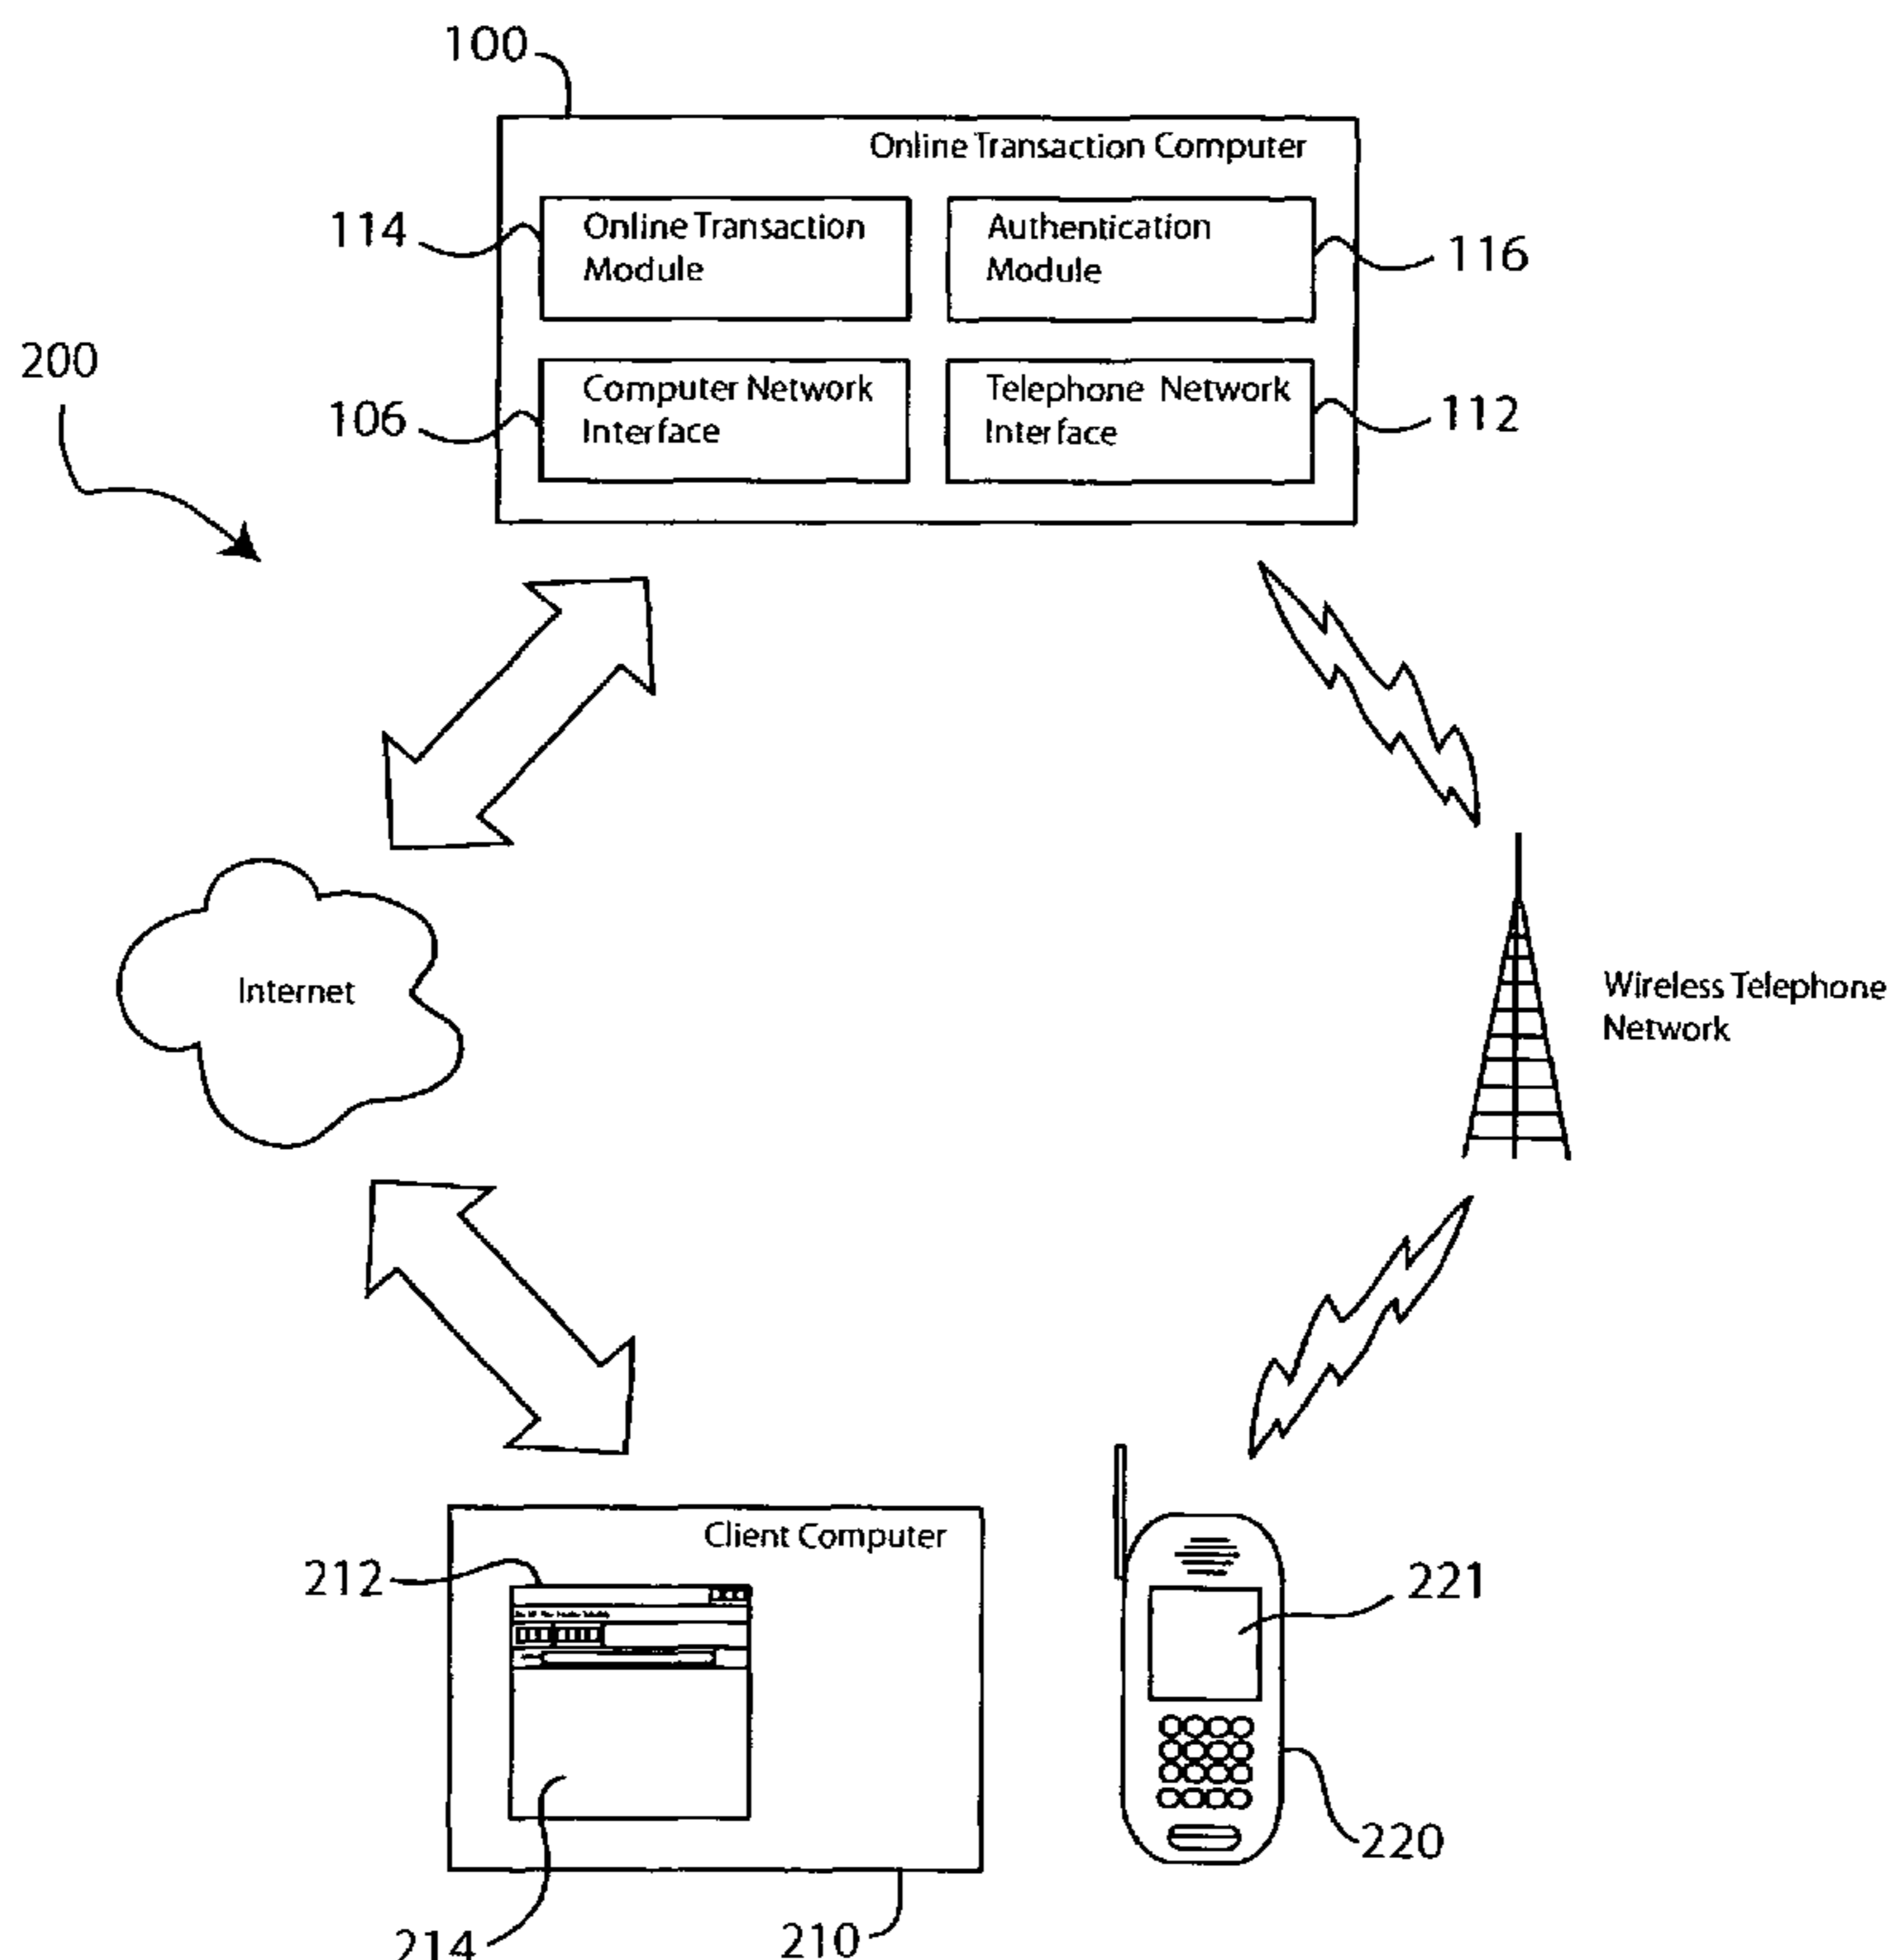 100
Online Transaction Computer
114
Online Transaction
Module
Authentication
Module
116
200
106
Computer Network
Interface
Telephone Network
Interface
112
Internet
Wireless Telephone
Network
Client Computer
212
221
220
214
210